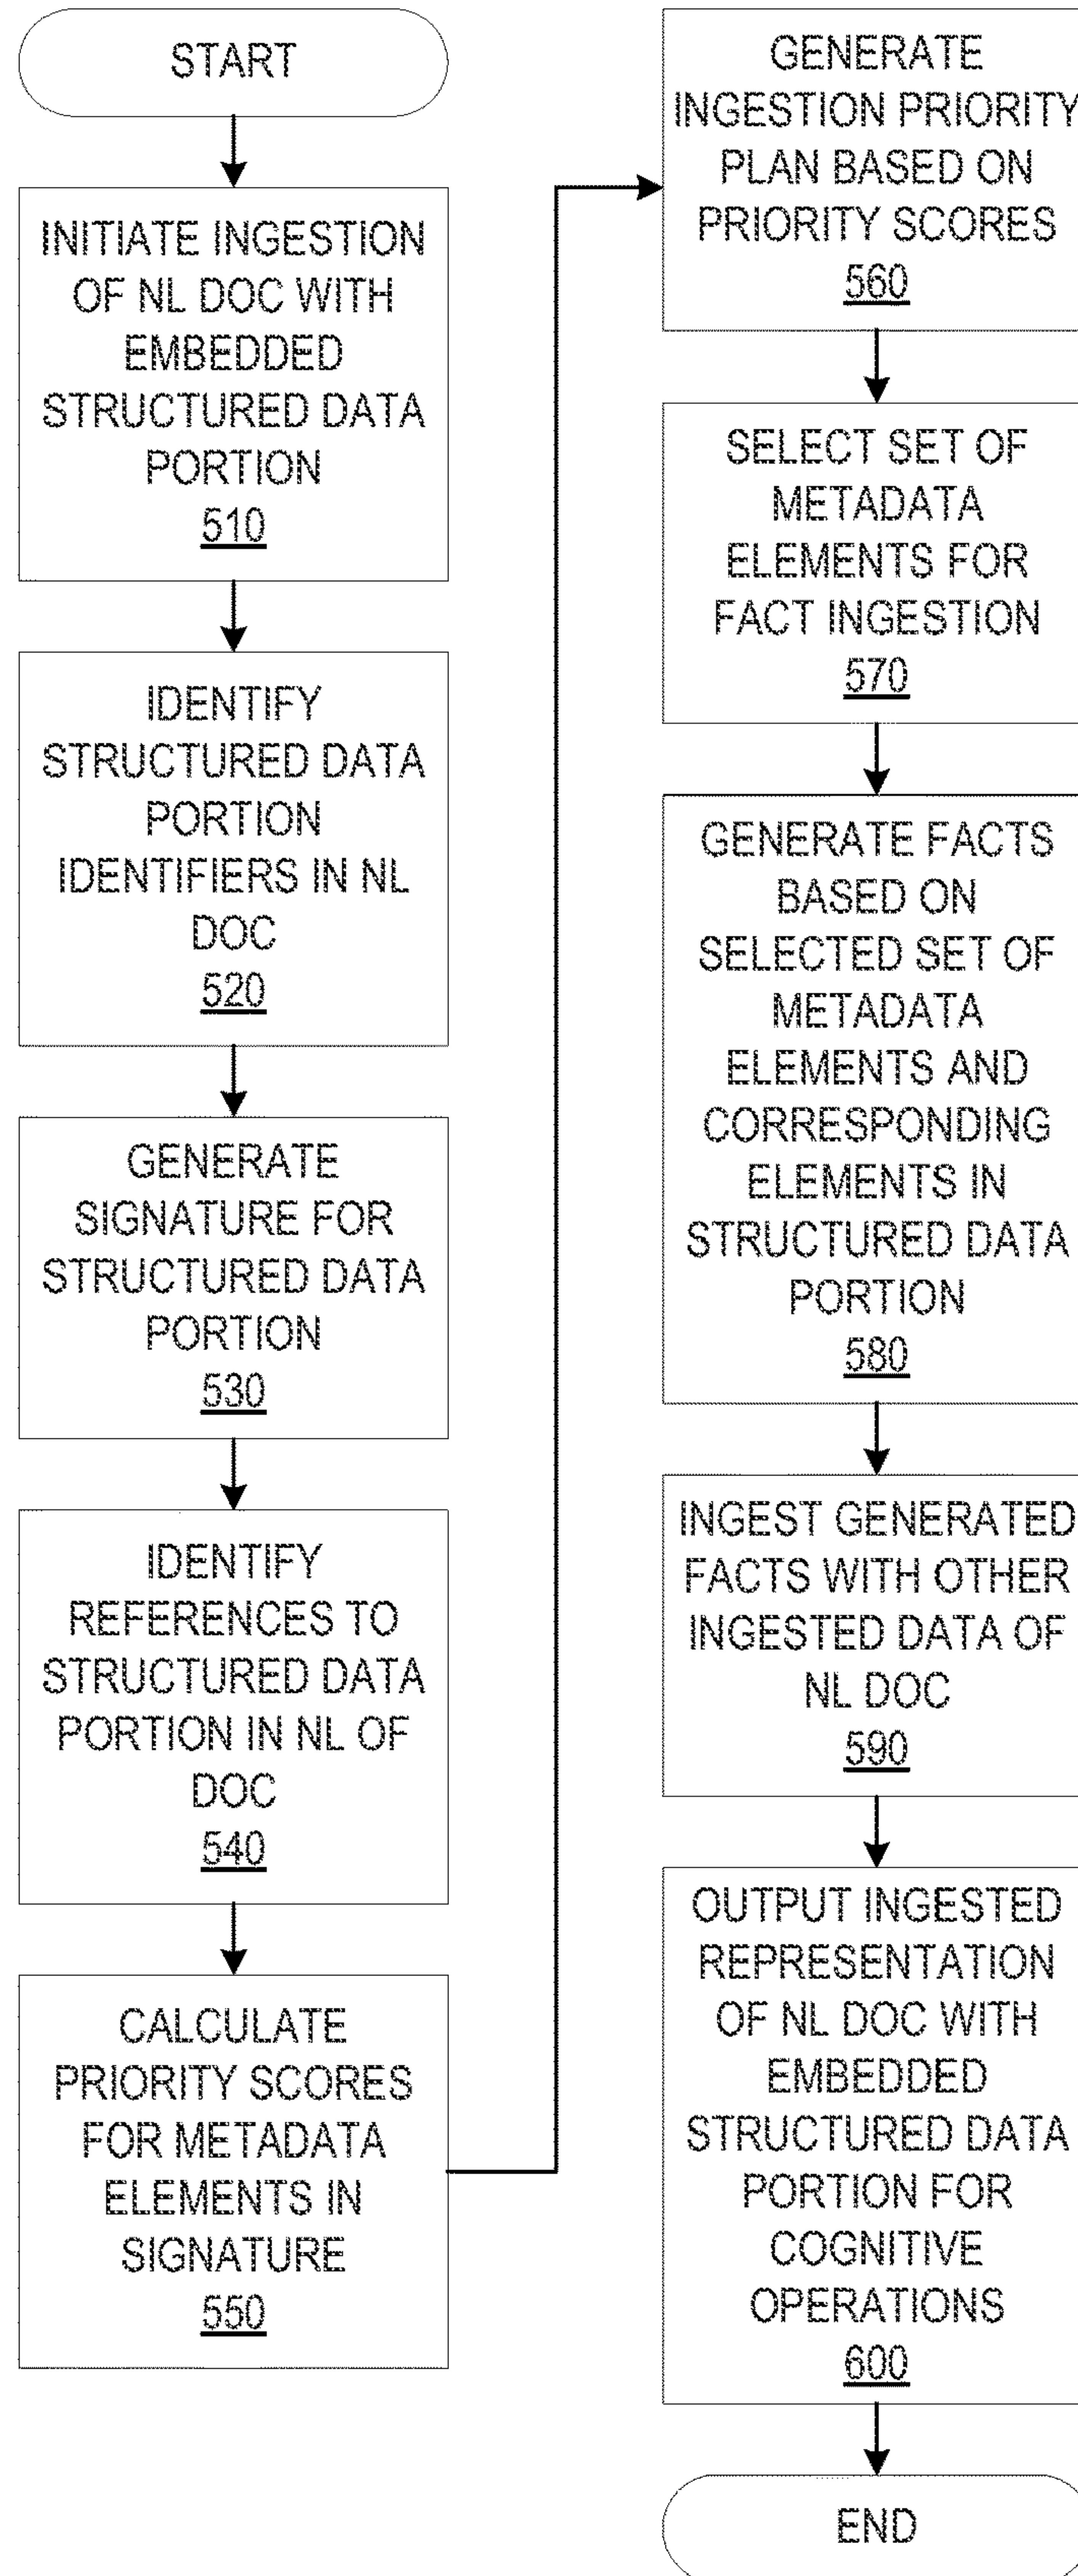 START
INITIATE INGESTION
OF NL DOC WITH
EMBEDDED
STRUCTURED DATA
PORTION
510
IDENTIFY
STRUCTURED DATA
PORTION
IDENTIFIERS IN NL
DOC
520
GENERATE
SIGNATURE FOR
STRUCTURED DATA
PORTION
530
IDENTIFY
REFERENCES TO
STRUCTURED DATA
PORTION IN NL OF
DOC
540
CALCULATE
PRIORITY SCORES
FOR METADATA
ELEMENTS IN
SIGNATURE
550
GENERATE
INGESTION PRIORITY
PLAN BASED ON
PRIORITY SCORES
560
SELECT SET OF
METADATA
ELEMENTS FOR
FACT INGESTION
570
GENERATE FACTS
BASED ON
SELECTED SET OF
METADATA
ELEMENTS AND
CORRESPONDING
ELEMENTS IN
STRUCTURED DATA
PORTION
580
INGEST GENERATED
FACTS WITH OTHER
INGESTED DATA OF
NL DOC
590
OUTPUT INGESTED
REPRESENTATION
OF NL DOC WITH
EMBEDDED
STRUCTURED DATA
PORTION FOR
COGNITIVE
OPERATIONS
600
END